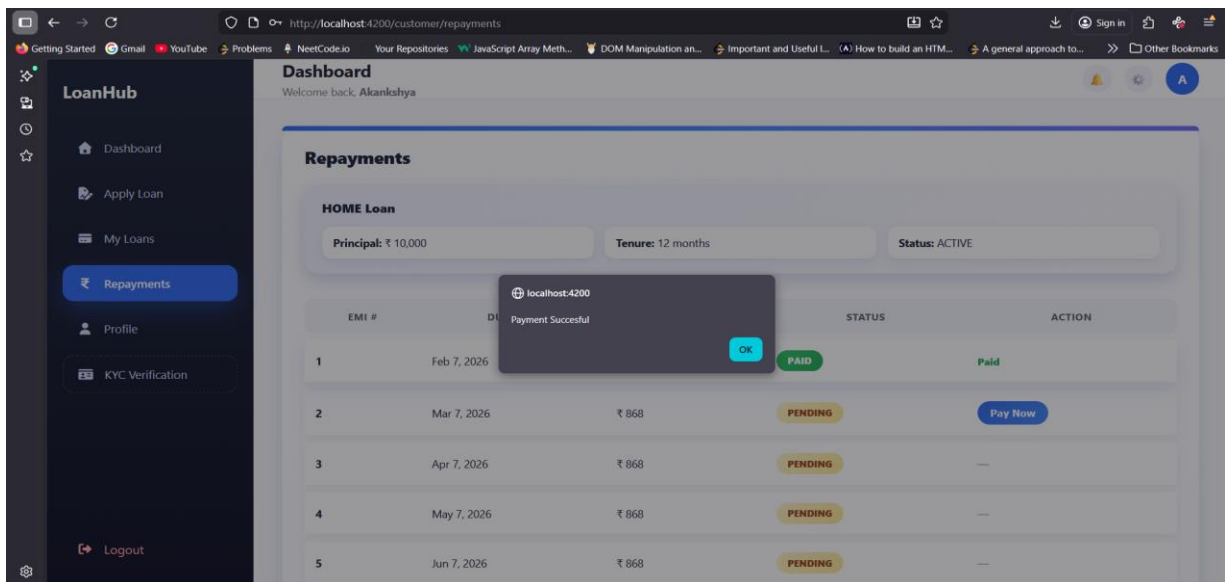 http://localhost:4200/customer/repayments
Sign in
Getting Started Gmail YouTube Problems NeetCode.io Your Repositories JavaScript Array Meth... DOM Manipulation an... Important and Useful L... How to build an HTM... A general approach to... Other Bookmarks
LoanHub
Dashboard
Apply Loan
My Loans
₹ Repayments
Profile
KYC Verification
Logout
Dashboard
Welcome back, Akankshya
A
Repayments
HOME Loan
Principal: ₹ 10,000 Tenure: 12 months Status: ACTIVE
localhost:4200
Payment Succesful
OK
EMI # DU STATUS ACTION
1 Feb 7, 2026 PAID Paid
2 Mar 7, 2026 ₹ 868 PENDING Pay Now
3 Apr 7, 2026 ₹ 868 PENDING —
4 May 7, 2026 ₹ 868 PENDING —
5 Jun 7, 2026 ₹ 868 PENDING —